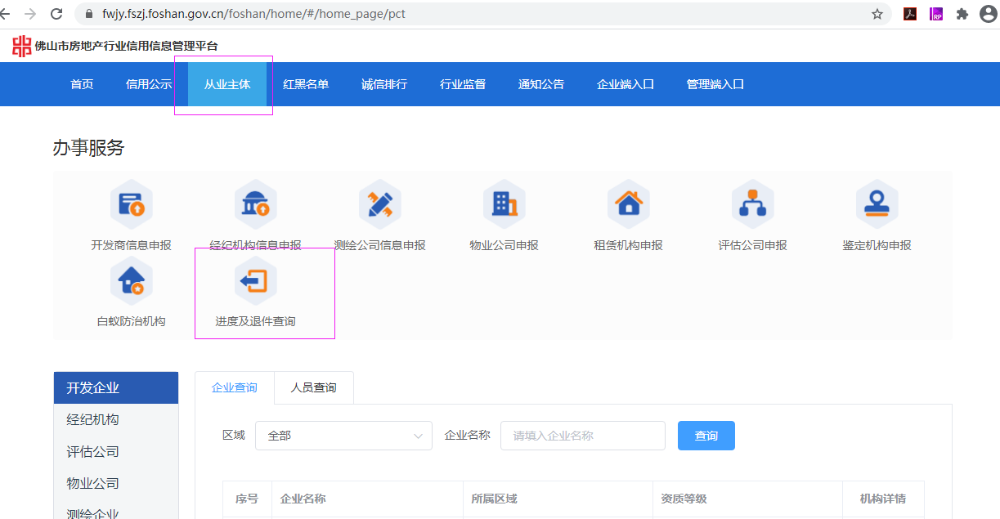 fwjy.fszj.foshan.gov.cn/foshan/home/#/home_page/pct
RP
佛山市房地产行业信用信息管理平台
首页 信用公示 从业主体 红黑名单 诚信排行 行业监督 通知公告 企业端入口 管理端入口
办事服务
开发商信息申报 经纪机构信息申报 测绘公司信息申报 物业公司申报 租赁机构申报 评估公司申报 鉴定机构申报
白蚁防治机构 进度及退件查询
开发企业 企业查询 人员查询
经纪机构
区域 全部 企业名称 请填入企业名称 查询
评估公司
物业公司
序号 企业名称 所属区域 资质等级 机构详情
测绘企业